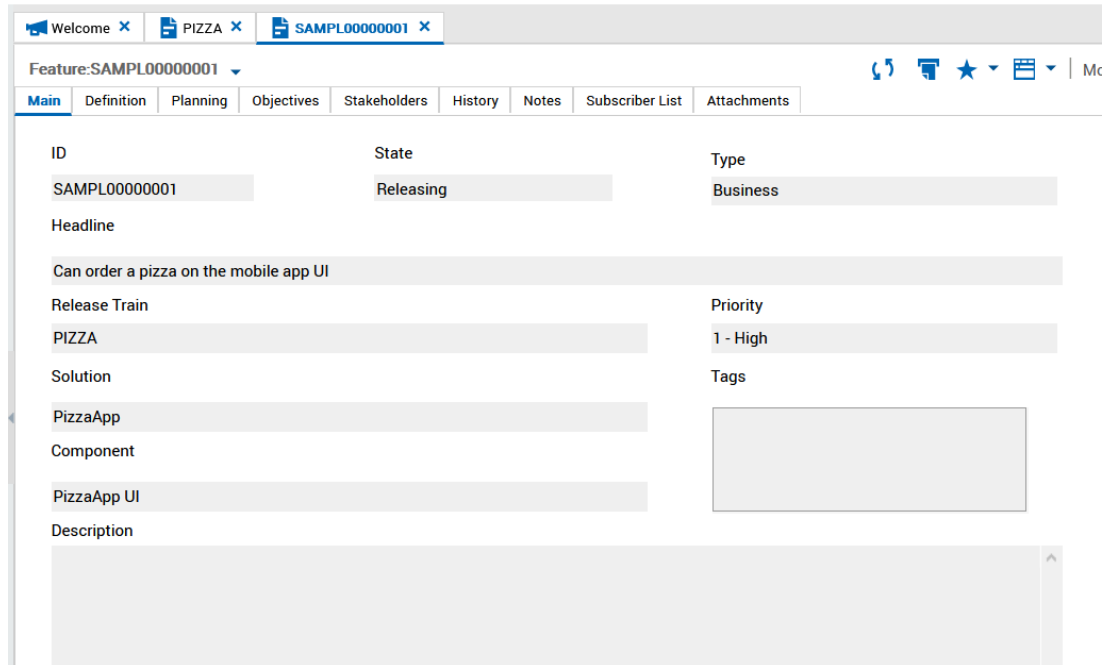 Welcome PIZZA SAMPL00000001
Feature:SAMPL00000001
Main Definition Planning Objectives Stakeholders History Notes Subscriber List Attachments
ID State Type
SAMPL00000001 Releasing Business
Headline
Can order a pizza on the mobile app UI
Release Train Priority
PIZZA 1 - High
Solution Tags
PizzaApp
Component
PizzaApp UI
Description